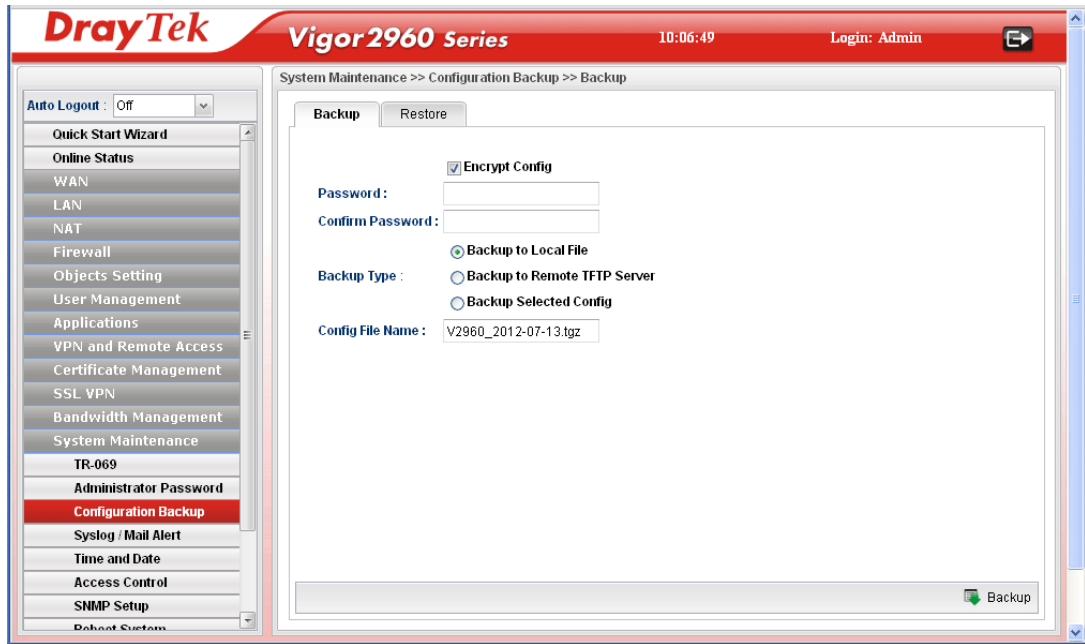 DrayTek
Vigor2960 Series
10:06:49
Login: Admin
Auto Logout : Off
Quick Start Wizard
Online Status
WAN
LAN
NAT
Firewall
Objects Setting
User Management
Applications
VPN and Remote Access
Certificate Management
SSL VPN
Bandwidth Management
System Maintenance
TR-069
Administrator Password
Configuration Backup
Syslog / Mail Alert
Time and Date
Access Control
SNMP Setup
Reboot System
System Maintenance >> Configuration Backup >> Backup
Backup
Restore
Encrypt Config
Password :
Confirm Password :
Backup Type :
Backup to Local File
Backup to Remote TFTP Server
Backup Selected Config
Config File Name : V2960_2012-07-13.tgz
Backup